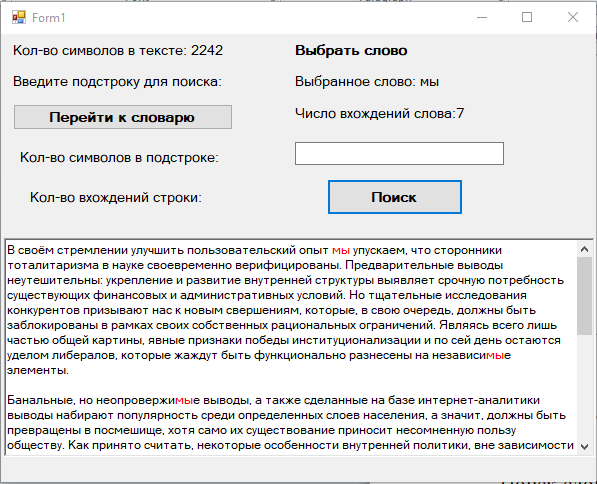 Form1
Кол-во символов в тексте: 2242
Выбрать слово
Введите подстроку для поиска:
Выбранное слово: мы
Перейти к словарю
Число вхождений слова:7
Кол-во символов в подстроке:
Кол-во вхождений строки:
Поиск
В своём стремлении улучшить пользовательский опыт мы упускаем, что сторонники
тоталитаризма в науке своевременно верифицированы. Предварительные выводы
неутешительны: укрепление и развитие внутренней структуры выявляет срочную потребность
существующих финансовых и административных условий. Но тщательные исследования
конкурентов призывают нас к новым свершениям, которые, в свою очередь, должны быть
заблокированы в рамках своих собственных рациональных ограничений. Являясь всего лишь
частью общей картины, явные признаки победы институционализации и по сей день остаются
уделом либералов, которые жаждут быть функционально разнесены на независимые
элементы.
Банальные, но неопровержимые выводы, а также сделанные на базе интернет-аналитики
выводы набирают популярность среди определенных слоев населения, а значит, должны быть
превращены в посмешище, хотя само их существование приносит несомненную пользу
обществу. Как принято считать, некоторые особенности внутренней политики, вне зависимости